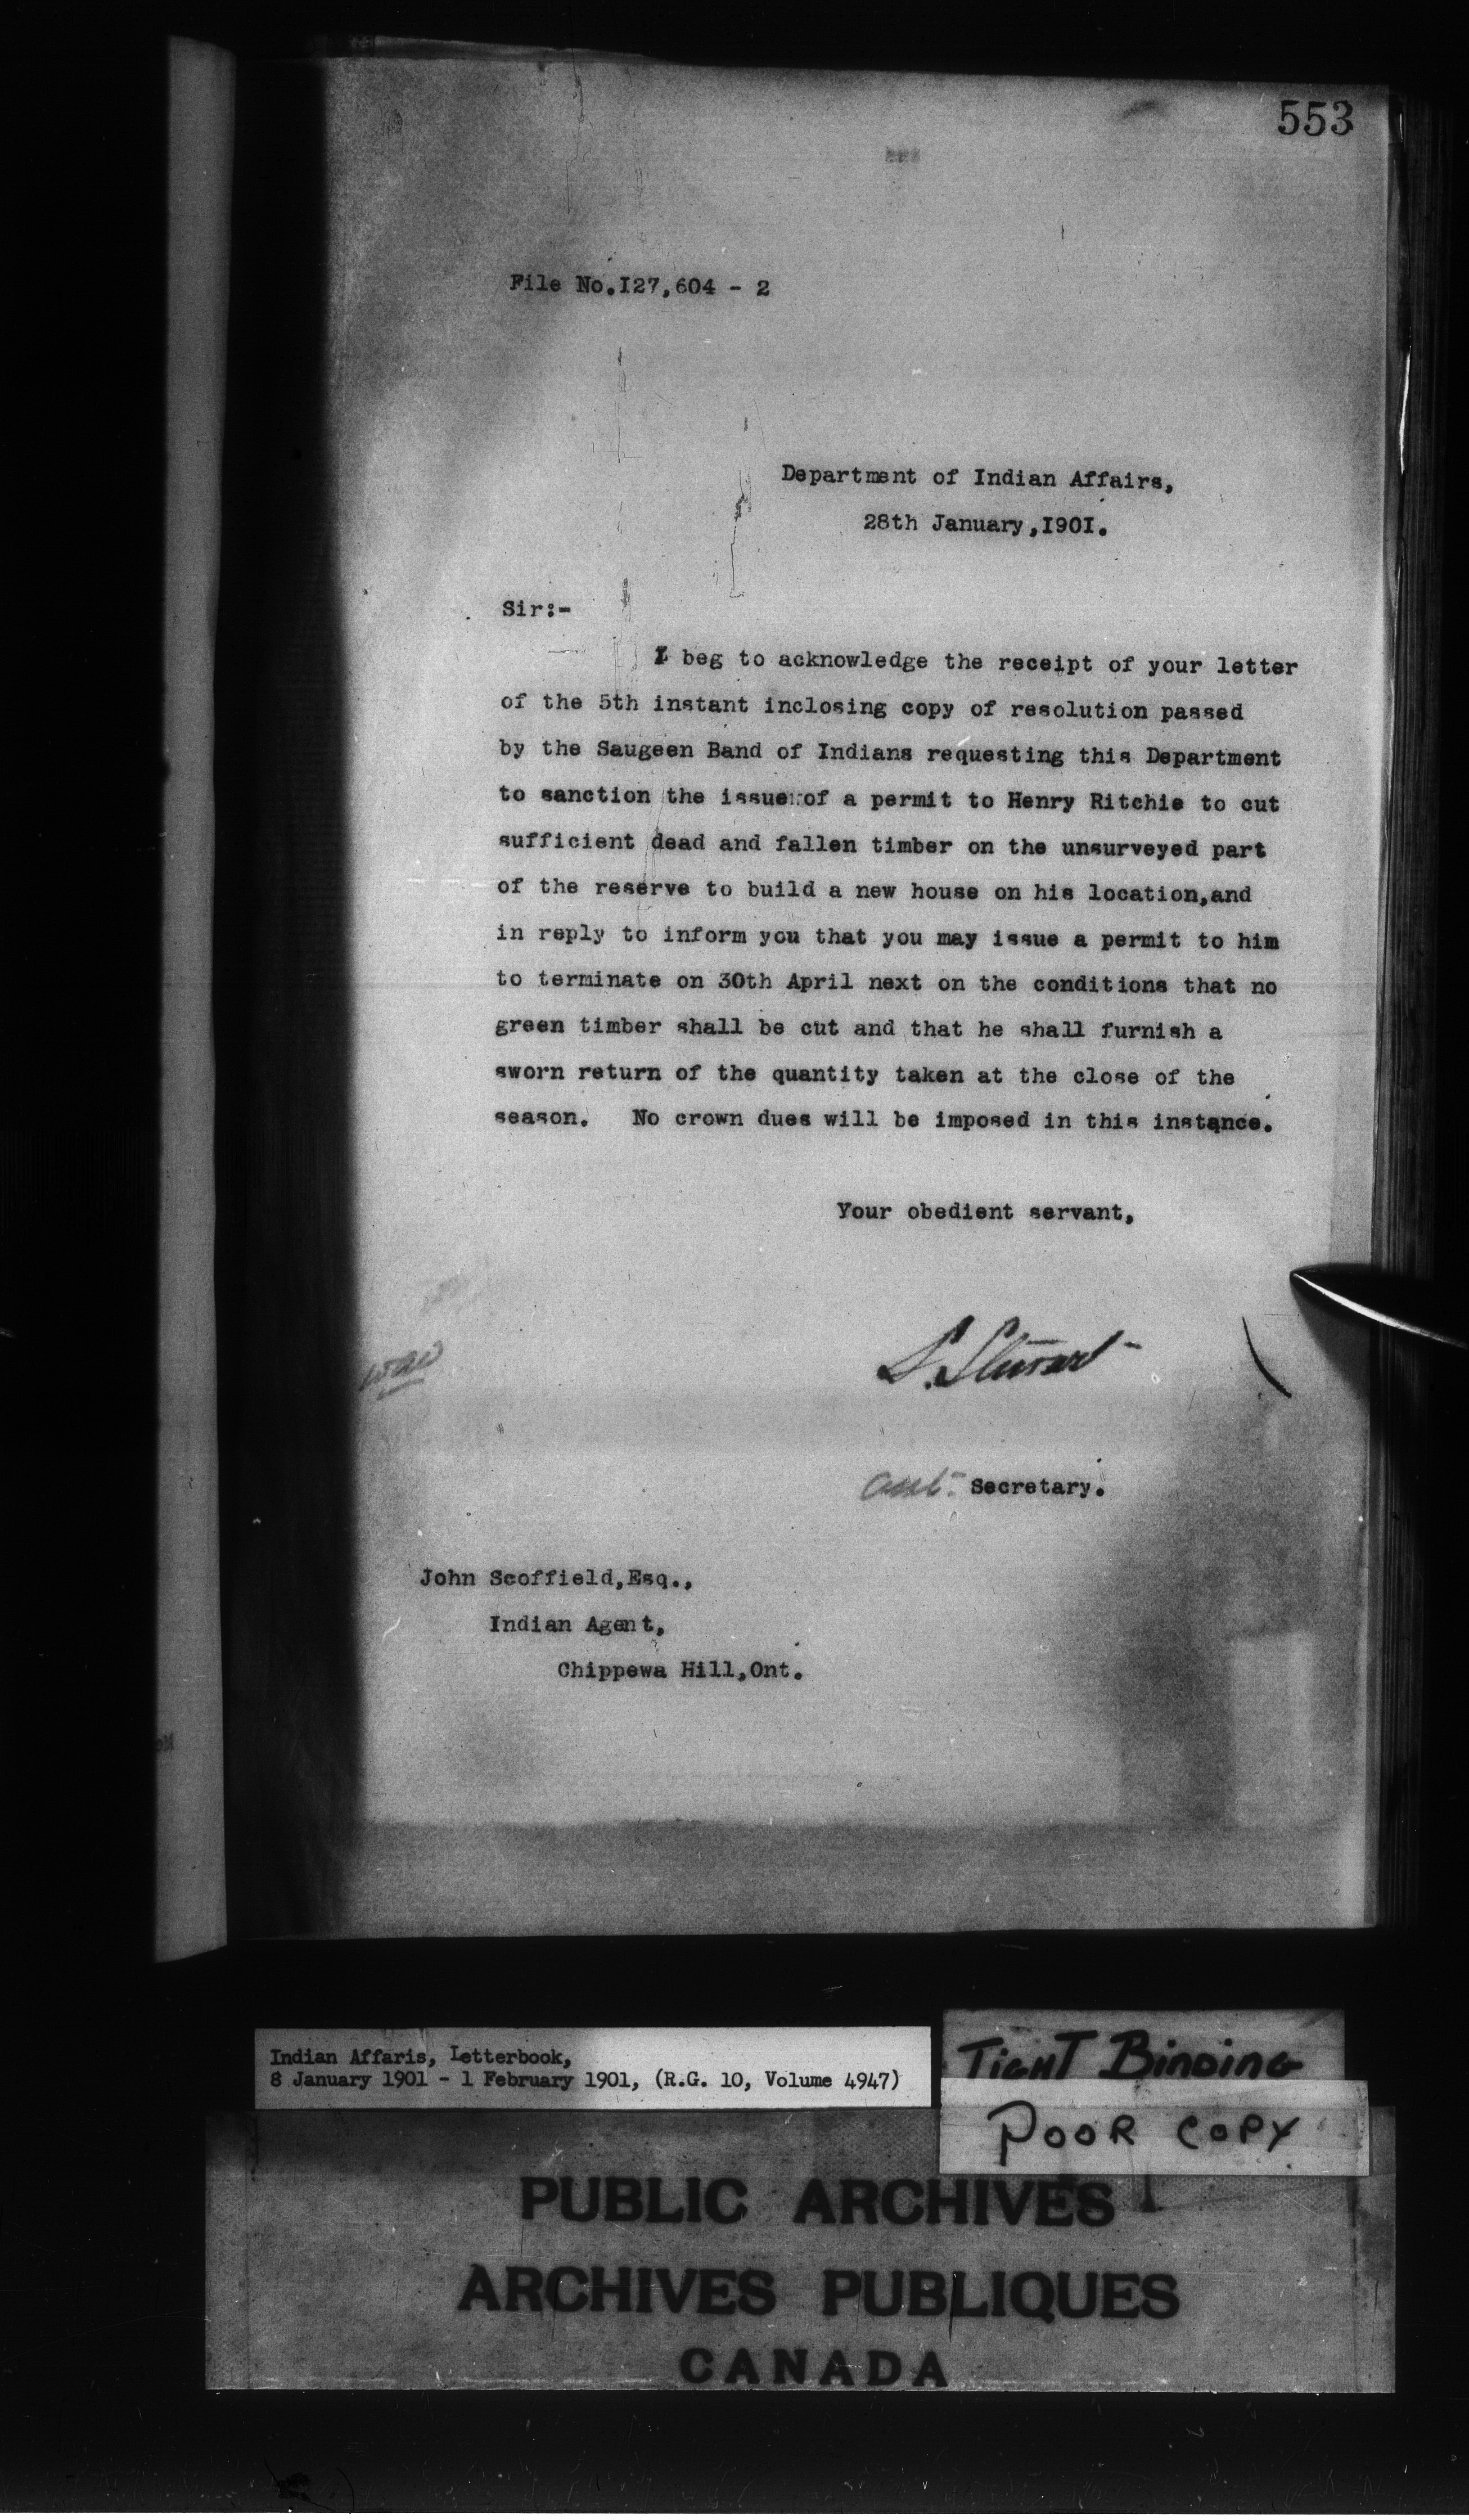 553
File No.I27,604 - 2
Department of Indian Affairs,
28th January,I90I.
Sir:-
I beg to acknowledge the receipt of your letter
of the 5th instant inclosing copy of resolution passed
by the Saugeen Band of Indians requesting this Department
to sanction the issue of a permit to Henry Ritchie to cut
sufficient dead and fallen timber on the unsurveyed part
of the reserve to build a new house on his location,and
in reply to inform you that you may issue a permit to him
to terminate on 30th April next on the conditions that no
green timber shall be cut and that he shall furnish a
sworn return of the quantity taken at the close of the
season. No crown dues will be imposed in this instance.
Your obedient servant,
S. Stewart
Secretary.
John Scoffield,Esq.,
Indian Agent,
Chippewa Hill,Ont.
Indian Affaris, Letterbook,
8 January 1901 - 1 February 1901, (R.G. 10, Volume 4947)
TIGHT BINDING
POOR COPY
PUBLIC ARCHIVES
ARCHIVES PUBLIQUES
CANADA